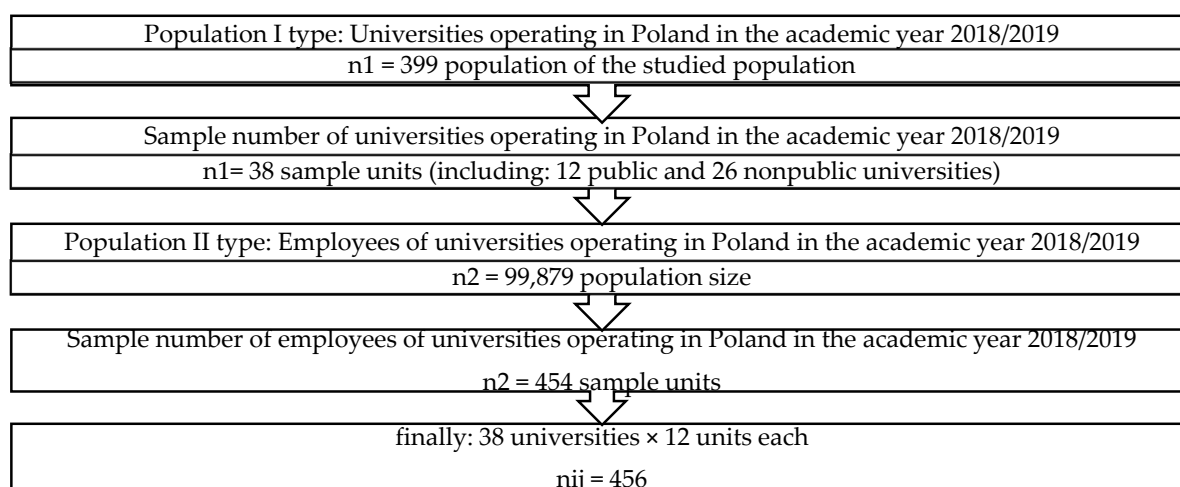 Population I type: Universities operating in Poland in the academic year 2018/2019
n1 = 399 population of the studied population
Sample number of universities operating in Poland in the academic year 2018/2019
n1= 38 sample units (including: 12 public and 26 nonpublic universities)
Population II type: Employees of universities operating in Poland in the academic year 2018/2019
n2 = 99,879 population size
Sample number of employees of universities operating in Poland in the academic year 2018/2019
n2 = 454 sample units
finally: 38 universities × 12 units each
nij = 456